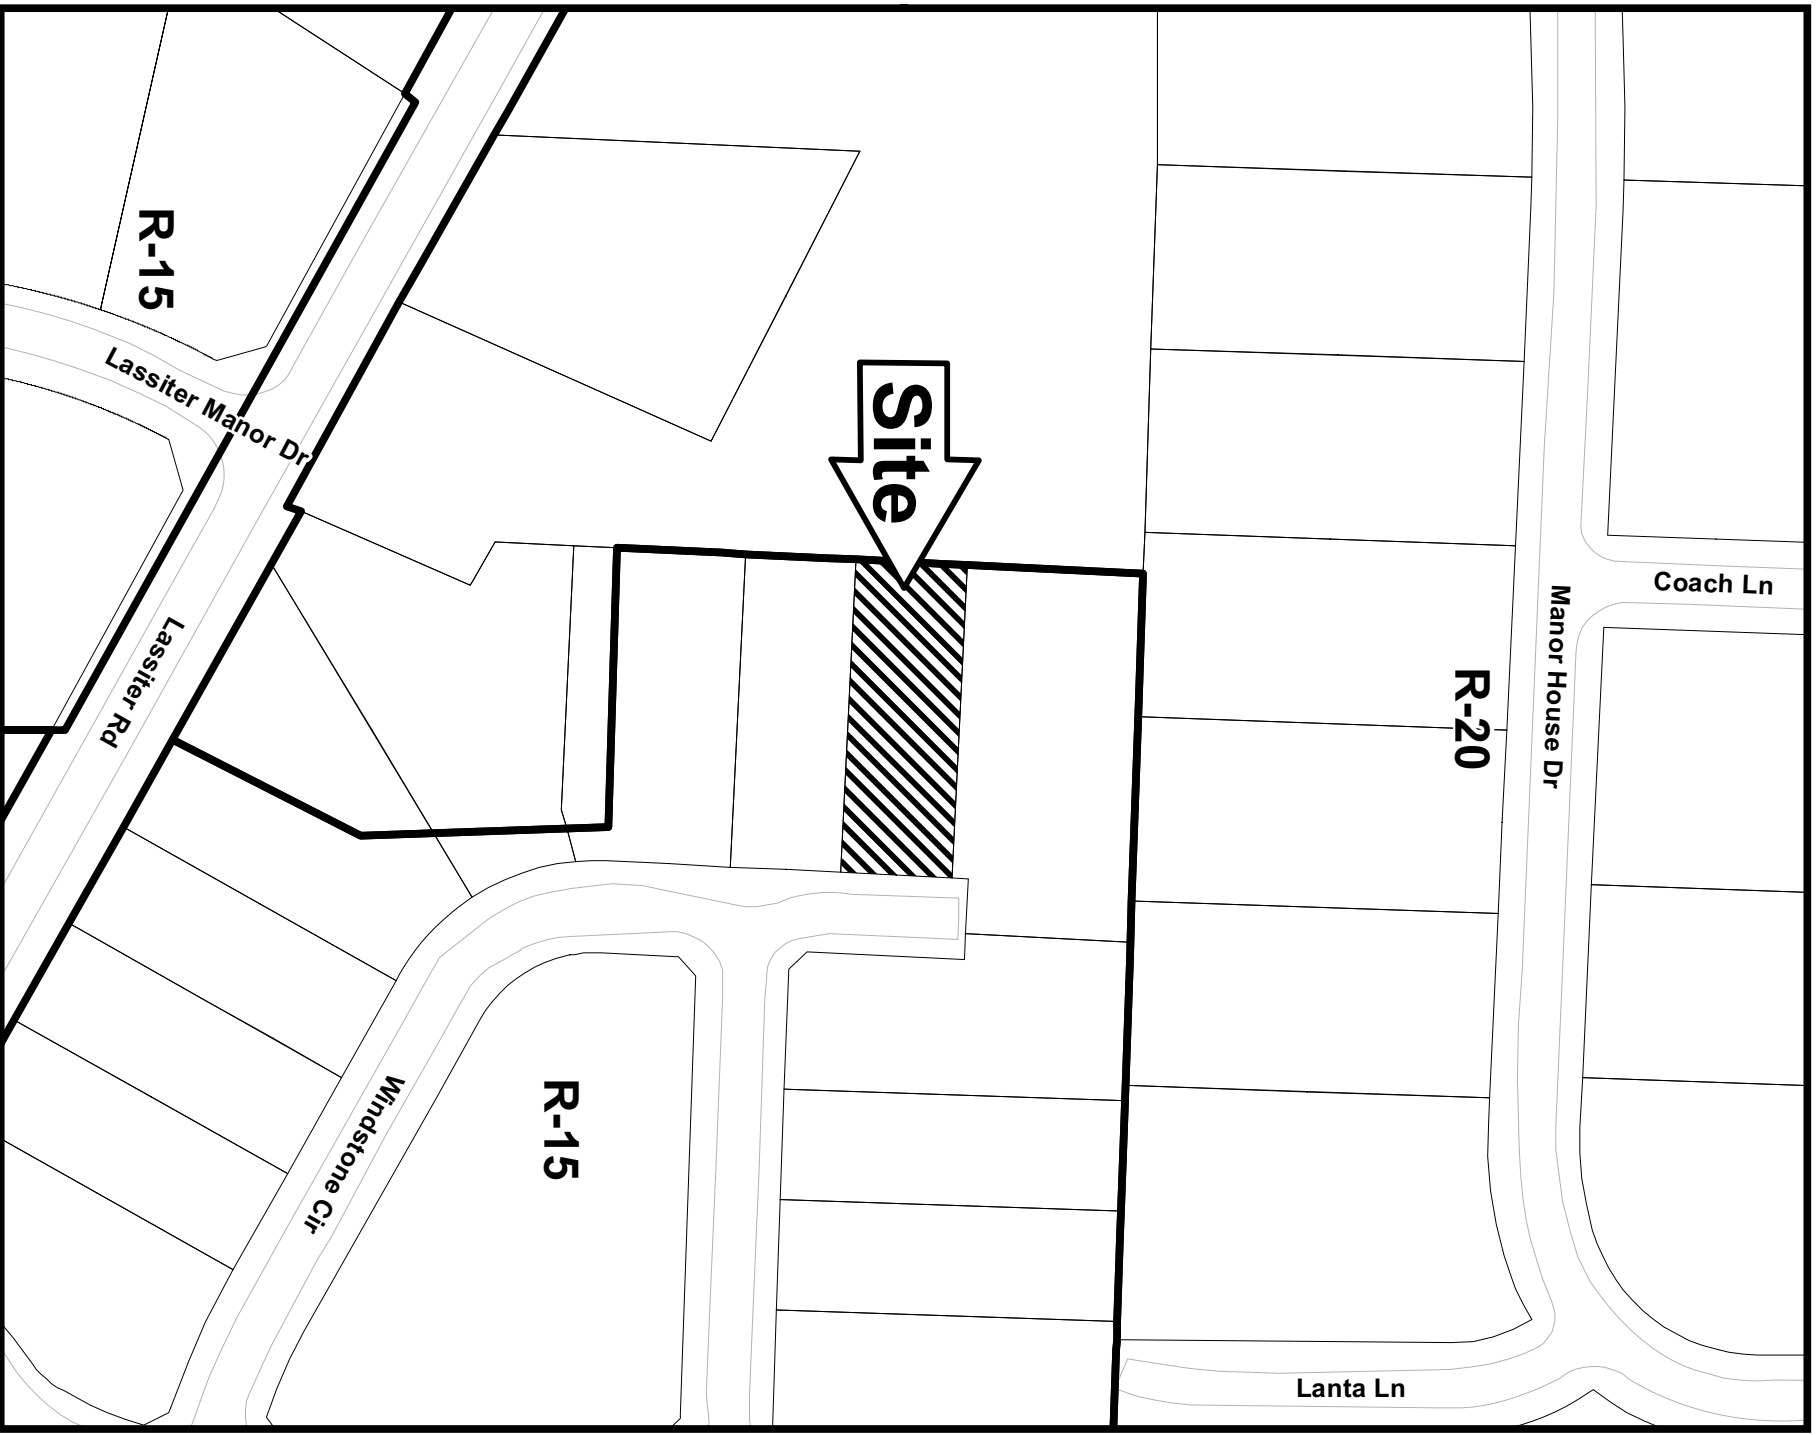 R-15
Lassiter Manor Dr
Site
Coach Ln
Manor House Dr
Lassiter Rd
R-20
R-15
Windstone Cir
Lanta Ln